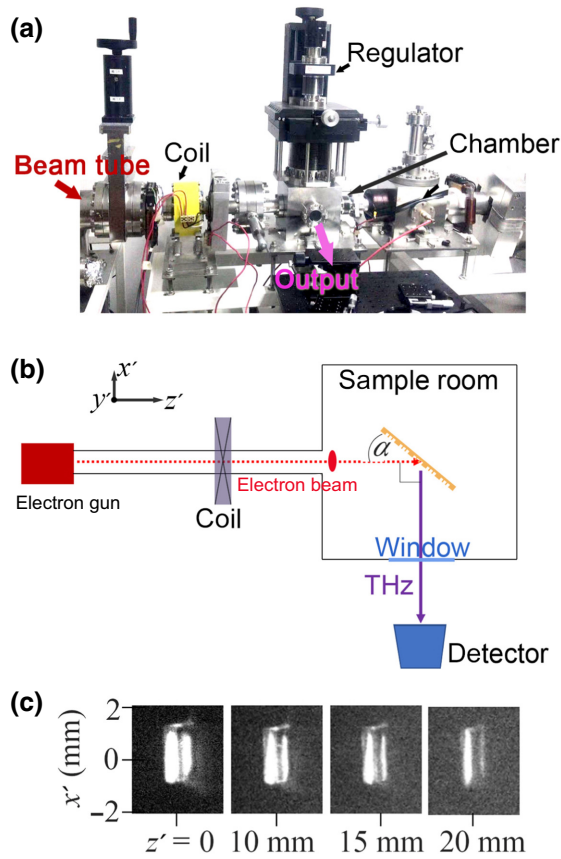 (a)
Regulator
Coil
Chamber
Beam tube
Output
(b)
x′
y′
z′
Sample room
α
Electron gun
Electron beam
Coil
Window
THz
Detector
(c)
2
0
−2
x′ (mm)
z′ = 0 10 mm 15 mm 20 mm